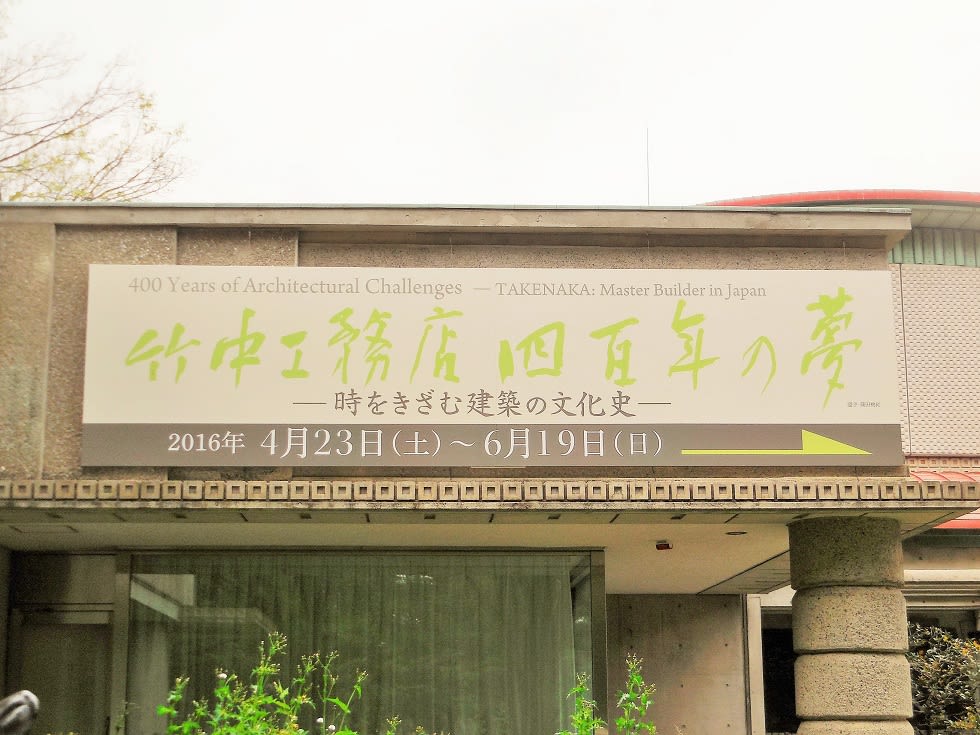 400 Years of Architectural Challenges — TAKENAKA: Master Builder in Japan
竹中工務店 四百年の夢
—時をきざむ建築の文化史—
2016年 4月23日(土)〜6月19日(日)